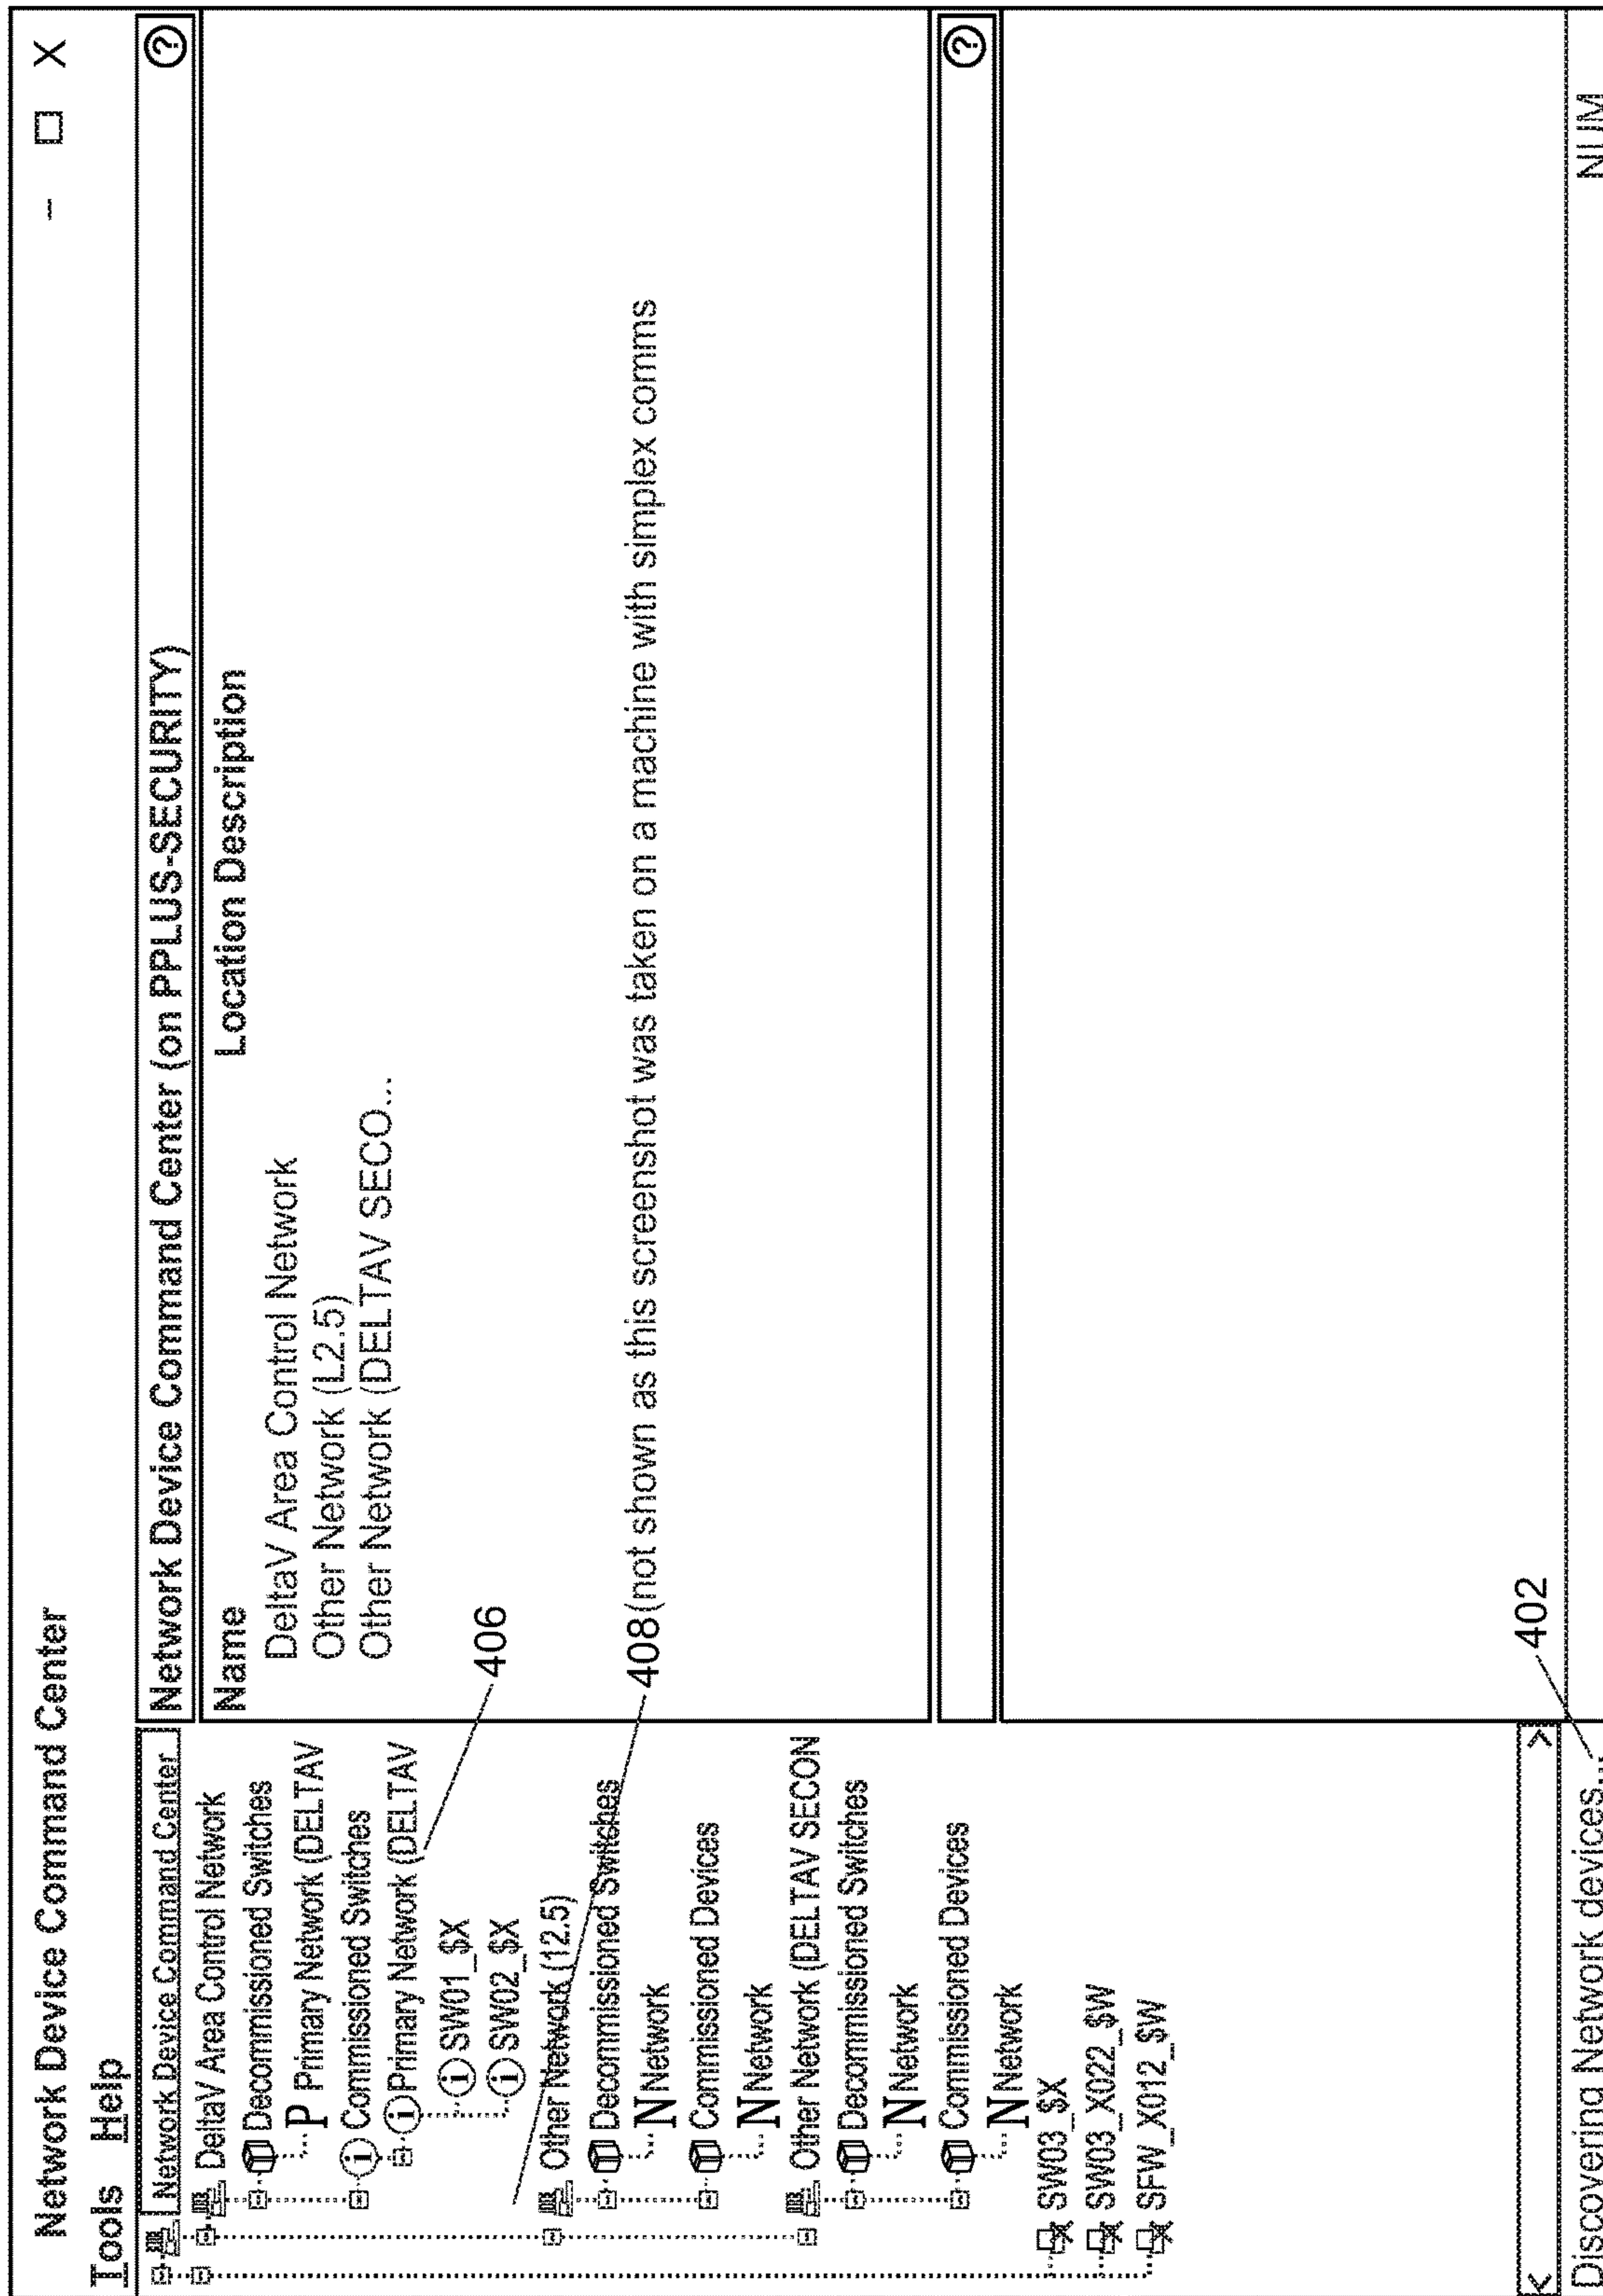 Network Device Command Center
– □ X
Tools Help
Network Device Command Center
DeltaV Area Control Network
Decommissioned Switches
P Primary Network (DELTAV
Commissioned Switches
i Primary Network (DELTAV
406
i SW01_$X
i SW02_$X
Other Network (12.5)
Decommissioned Switches
N Network
Commissioned Devices
N Network
Other Network (DELTAV SECON
Decommissioned Switches
N Network
Commissioned Devices
N Network
SW03_$X
SW03_X022_$W
SFW_X012_$W
< >
Network Device Command Center (on PPLUS-SECURITY) ?
Name Location Description
DeltaV Area Control Network
Other Network (L2.5)
Other Network (DELTAV SECO...
408 (not shown as this screenshot was taken on a machine with simplex comms
?
402
Discovering Network devices... NUM